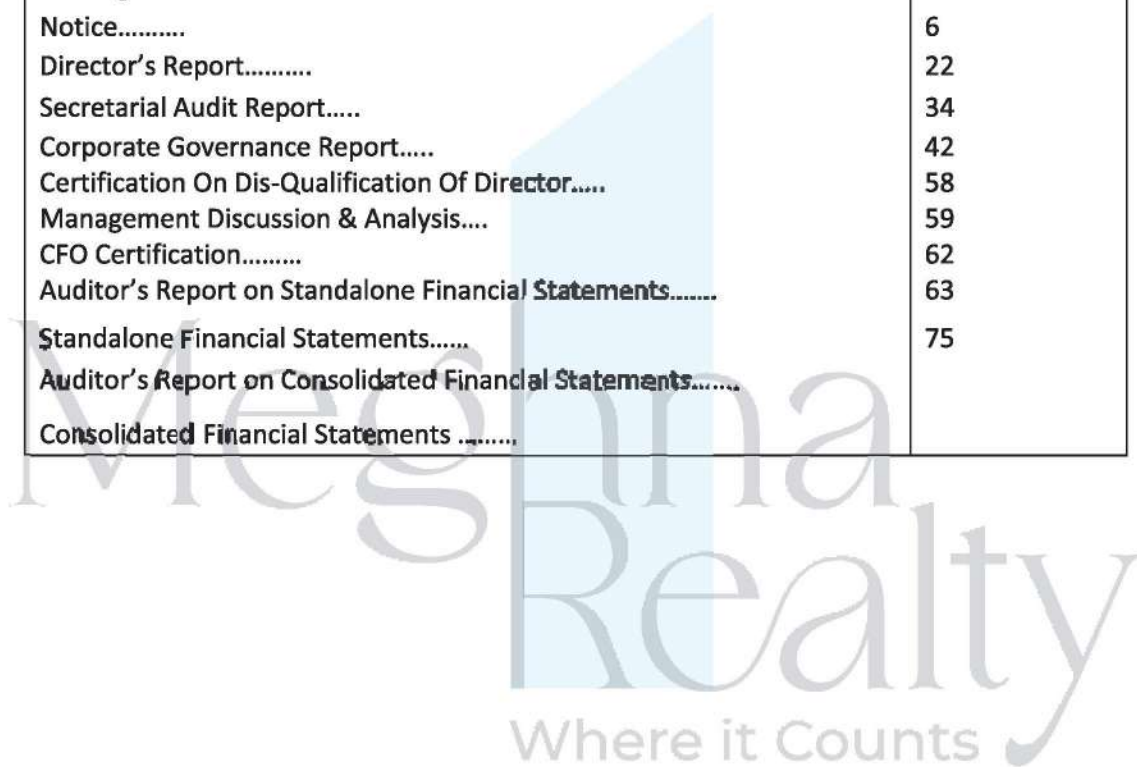 Notice.......... 6
Director's Report.......... 22
Secretarial Audit Report..... 34
Corporate Governance Report..... 42
Certification On Dis-Qualification Of Director..... 58
Management Discussion & Analysis.... 59
CFO Certification......... 62
Auditor's Report on Standalone Financial Statements....... 63
Standalone Financial Statements...... 75
Auditor's Report on Consolidated Financial Statements.......
Consolidated Financial Statements .........
Meghna
Realty
Where it Counts